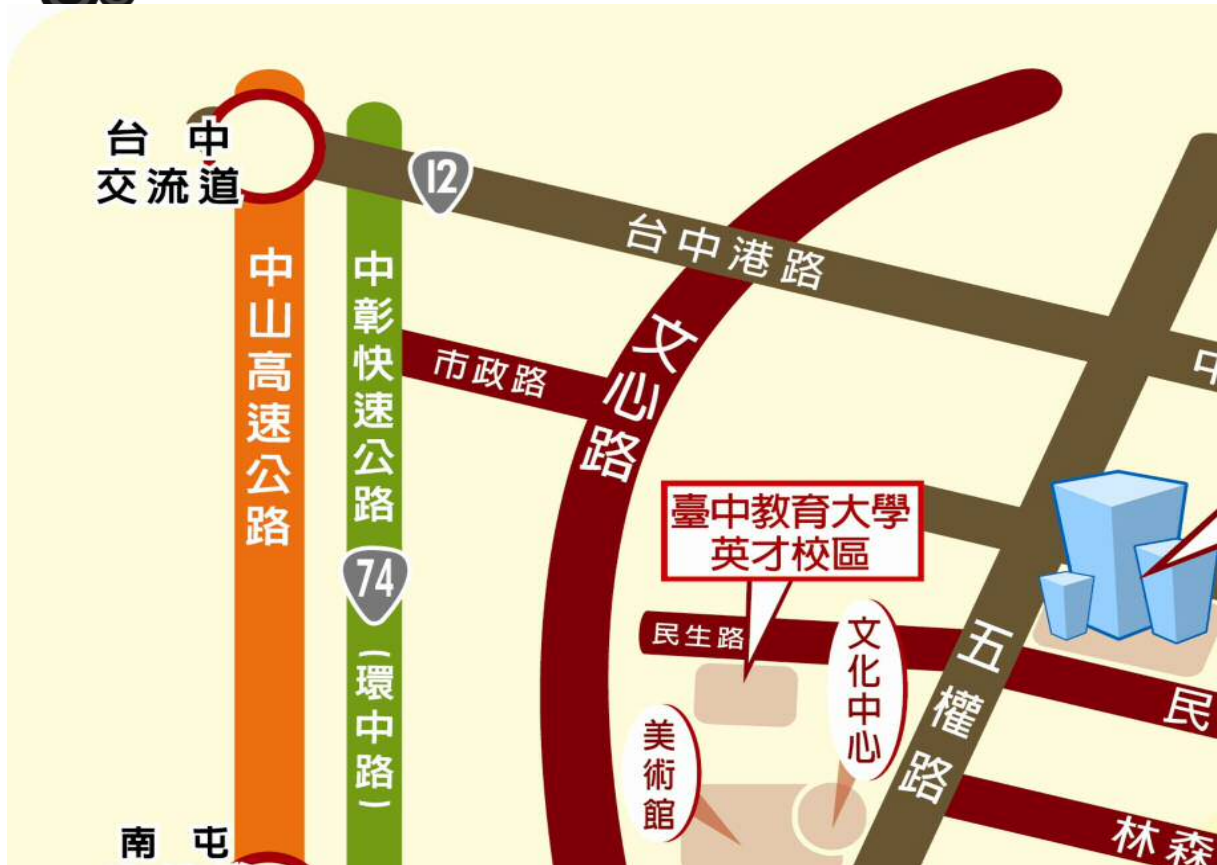 台中
交流道
12
台中港路
中山高速公路
中彰快速公路
74
(環中路)
市政路
文心路
中
臺中教育大學
英才校區
民生路
文化中心
美術館
五權路
民
林森
南屯